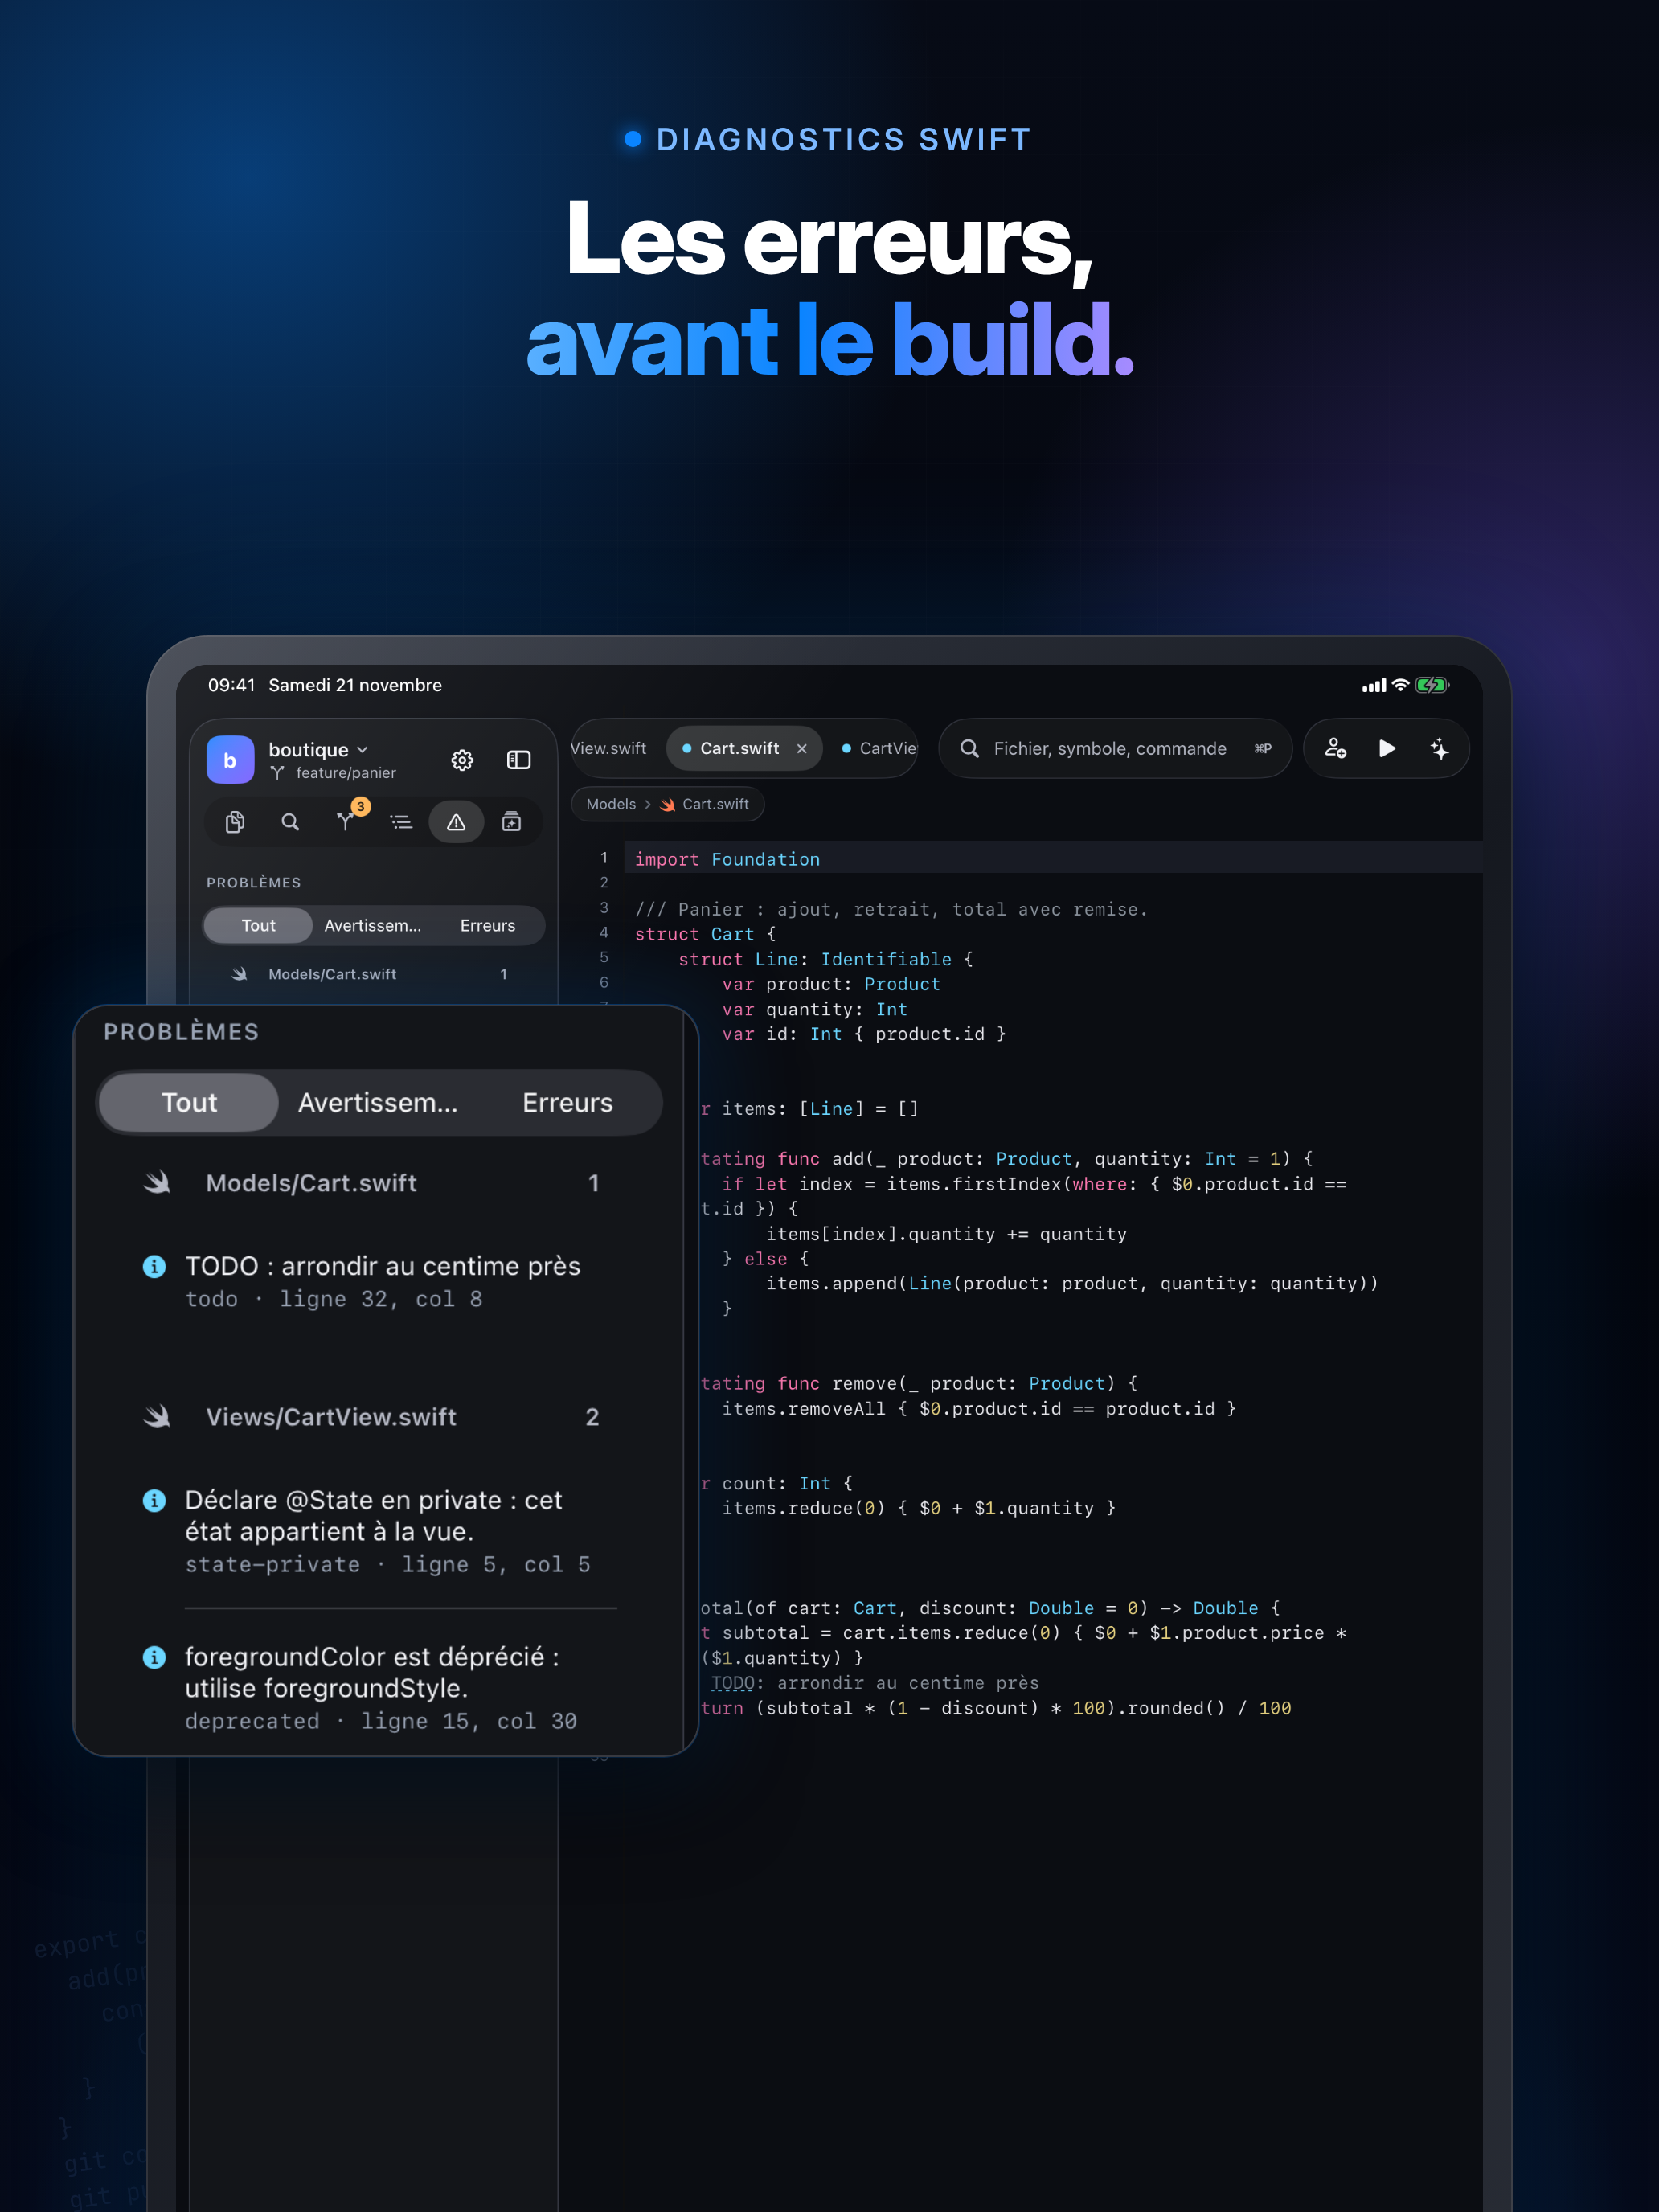 DIAGNOSTICS SWIFT
Les erreurs,
avant le build.
09:41 Samedi 21 novembre
b
boutique
feature/panier
3
View.swift
Cart.swift
CartVie
Fichier, symbole, commande ⌘P
Models > Cart.swift
PROBLÈMES
Tout Avertissem... Erreurs
Models/Cart.swift 1
PROBLÈMES
Tout Avertissem... Erreurs
Models/Cart.swift 1
TODO : arrondir au centime près
todo · ligne 32, col 8
Views/CartView.swift 2
Déclare @State en private : cet
état appartient à la vue.
state-private · ligne 5, col 5
foregroundColor est déprécié :
utilise foregroundStyle.
deprecated · ligne 15, col 30
1 import Foundation
2
3 /// Panier : ajout, retrait, total avec remise.
4 struct Cart {
5 struct Line: Identifiable {
6 var product: Product
var quantity: Int
var id: Int { product.id }
r items: [Line] = []
tating func add(_ product: Product, quantity: Int = 1) {
if let index = items.firstIndex(where: { $0.product.id ==
t.id }) {
items[index].quantity += quantity
} else {
items.append(Line(product: product, quantity: quantity))
}
tating func remove(_ product: Product) {
items.removeAll { $0.product.id == product.id }
r count: Int {
items.reduce(0) { $0 + $1.quantity }
otal(of cart: Cart, discount: Double = 0) -> Double {
t subtotal = cart.items.reduce(0) { $0 + $1.product.price *
($1.quantity) }
TODO: arrondir au centime près
turn (subtotal * (1 - discount) * 100).rounded() / 100
export c
add(pr
con
(
}
}
git co
git pu